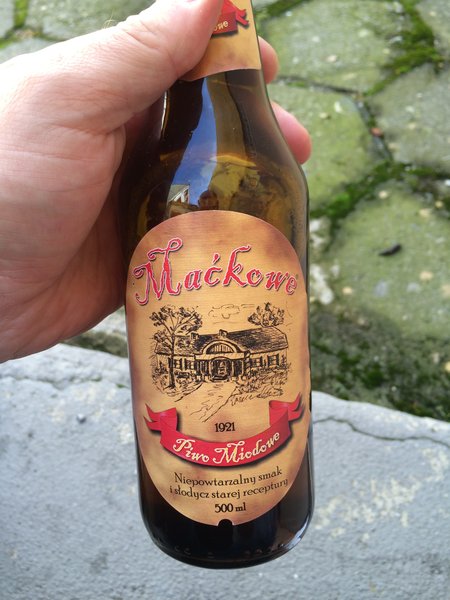 Maćkowe
1921
Piwo Miodowe
Niepowtarzalny smak
i słodycz starej receptury
500 ml